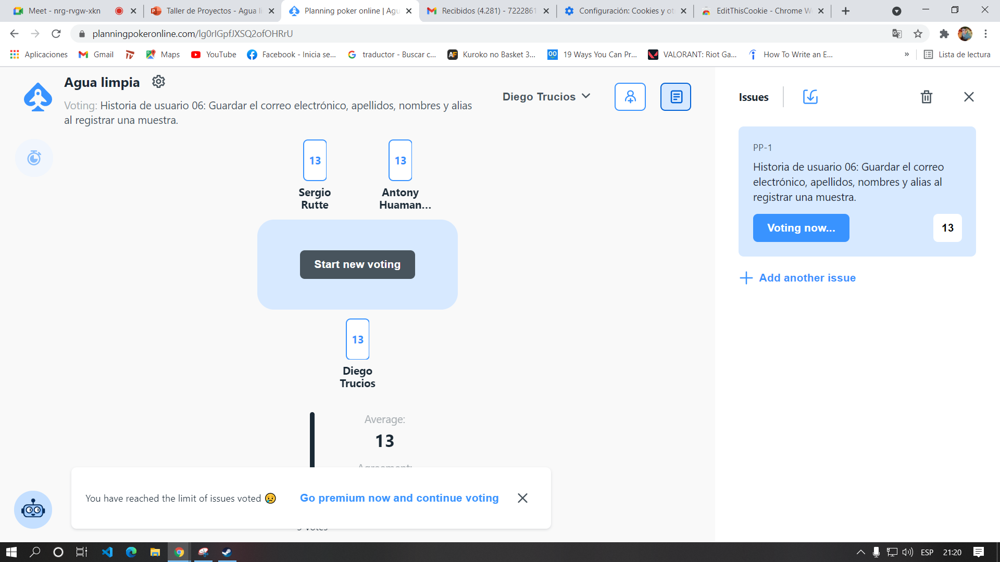 Meet - nrg-rvgw-xkn
Taller de Proyectos - Agua li
Planning poker online | Agu
Recibidos (4.281) - 7222861
Configuración: Cookies y ot
EditThisCookie - Chrome W
planningpokeronline.com/lg0rIGpfJXSQ2ofOHRrU
Aplicaciones
Gmail
Maps
YouTube
Facebook - Inicia se...
traductor - Buscar c...
Kuroko no Basket 3...
19 Ways You Can Pr...
VALORANT: Riot Ga...
How To Write an E...
»
Lista de lectura
Agua limpia
Voting: Historia de usuario 06: Guardar el correo electrónico, apellidos, nombres y alias
al registrar una muestra.
Diego Trucios
13
Sergio
Rutte
13
Antony
Huaman...
Start new voting
13
Diego
Trucios
Average:
13
Agreement:
You have reached the limit of issues voted 😥
Go premium now and continue voting
Issues
PP-1
Historia de usuario 06: Guardar el correo
electrónico, apellidos, nombres y alias al
registrar una muestra.
Voting now...
13
Add another issue
ESP
21:20